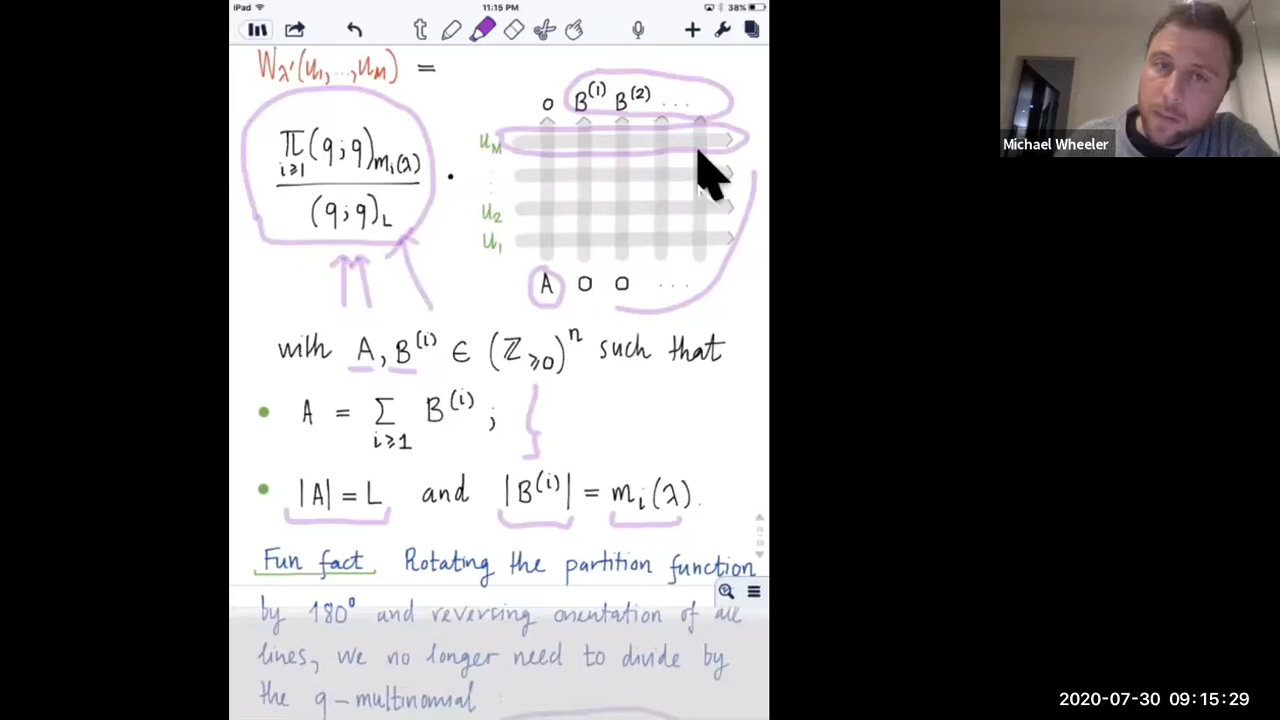 iPad 11:15 PM 38%
W_λ'(u_1, ..., u_M) =
0 B^(1) B^(2) ...
∏_{i≥1} (q;q)_{m_i(λ)} / (q;q)_L ·
u_M
⋮
u_2
u_1
A 0 0 ...
with A, B^(i) ∈ (ℤ_{≥0})^n such that
• A = Σ_{i≥1} B^(i) ;
• |A| = L and |B^(i)| = m_i(λ).
Fun fact Rotating the partition function
by 180° and reversing orientation of all
lines, we no longer need to divide by
the q-multinomial
Michael Wheeler
2020-07-30 09:15:29